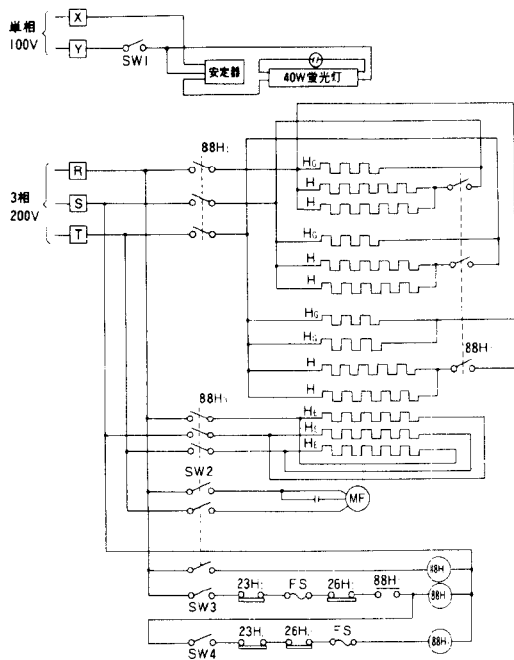 単相
100V
X
Y
SW1
安定器
40W蛍光灯
3相
200V
R
S
T
88H
HG
H
H
HG
H
H
HG
HG
H
H
88H
88H
HE
HE
HE
SW2
MF
88H
SW3
23H
FS
26H
88H
88H
SW4
23H
26H
FS
88H